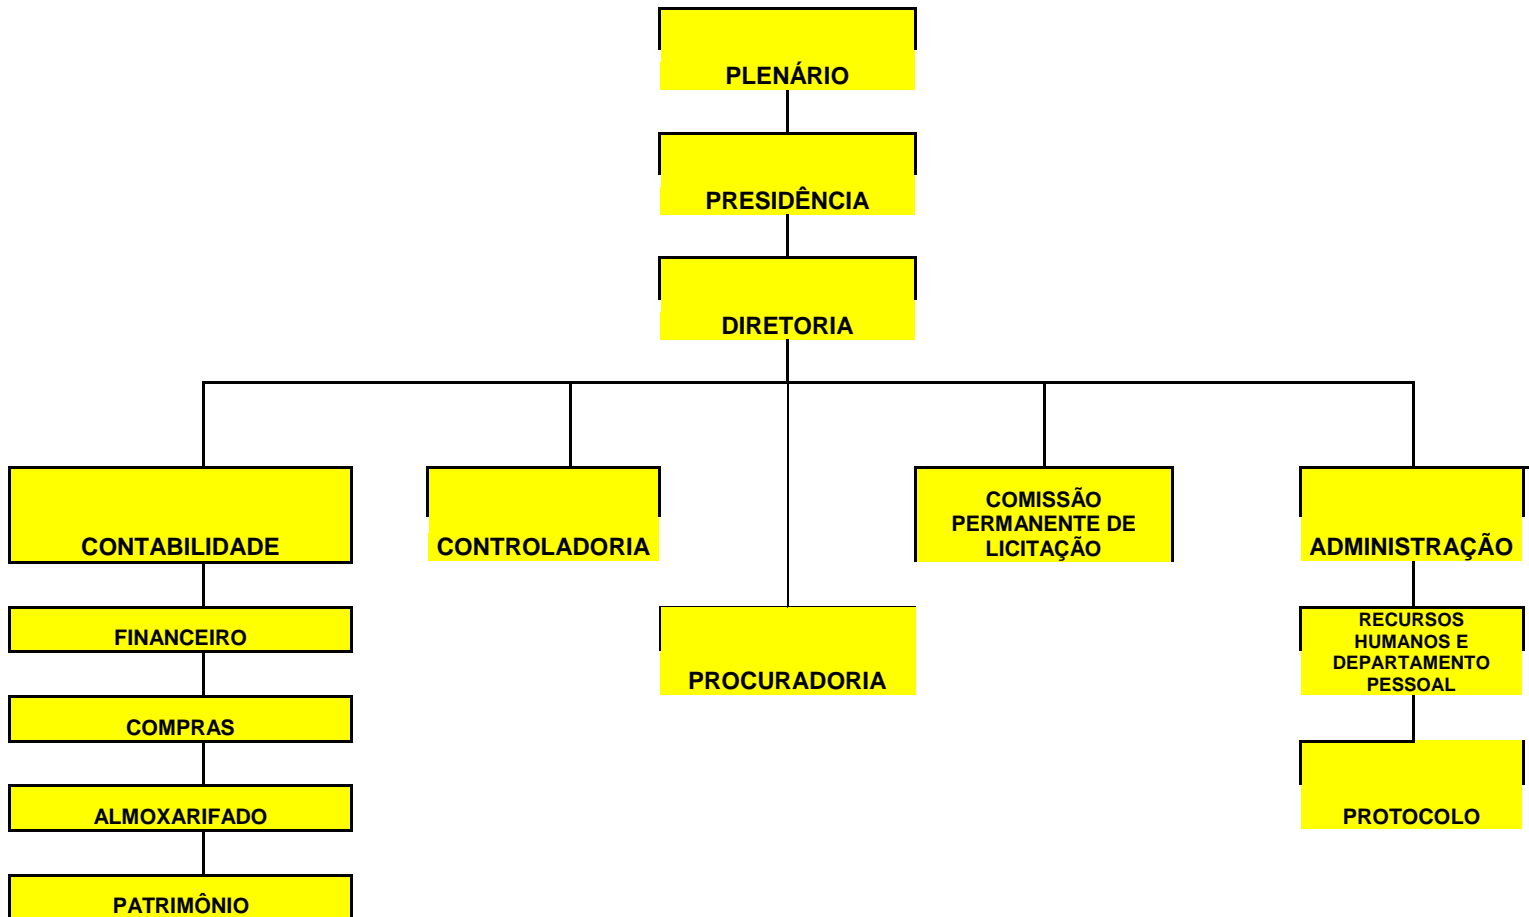 PLENÁRIO
PRESIDÊNCIA
DIRETORIA
CONTABILIDADE
CONTROLADORIA
COMISSÃO
PERMANENTE DE
LICITAÇÃO
ADMINISTRAÇÃO
FINANCEIRO
PROCURADORIA
RECURSOS
HUMANOS E
DEPARTAMENTO
PESSOAL
COMPRAS
ALMOXARIFADO
PROTOCOLO
PATRIMÔNIO